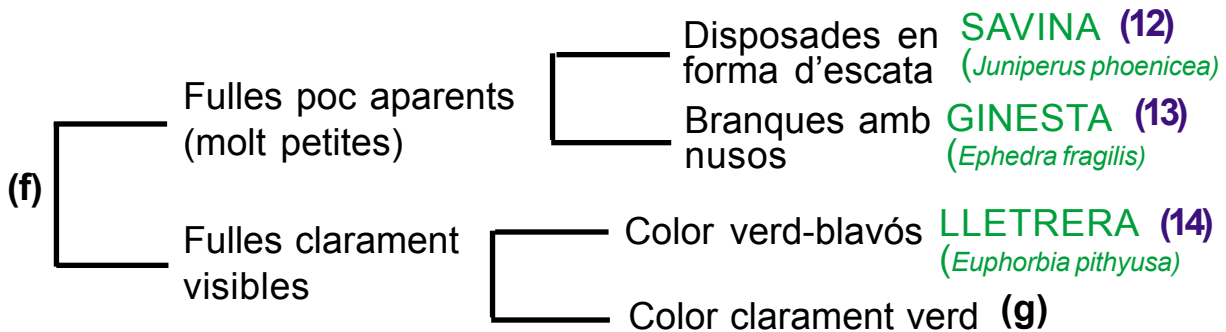 (f)
Fulles poc aparents
(molt petites)
Disposades en
forma d'escata
SAVINA (12)
(Juniperus phoenicea)
Branques amb
nusos
GINESTA (13)
(Ephedra fragilis)
Fulles clarament
visibles
Color verd-blavós LLETRERA (14)
(Euphorbia pithyusa)
Color clarament verd (g)